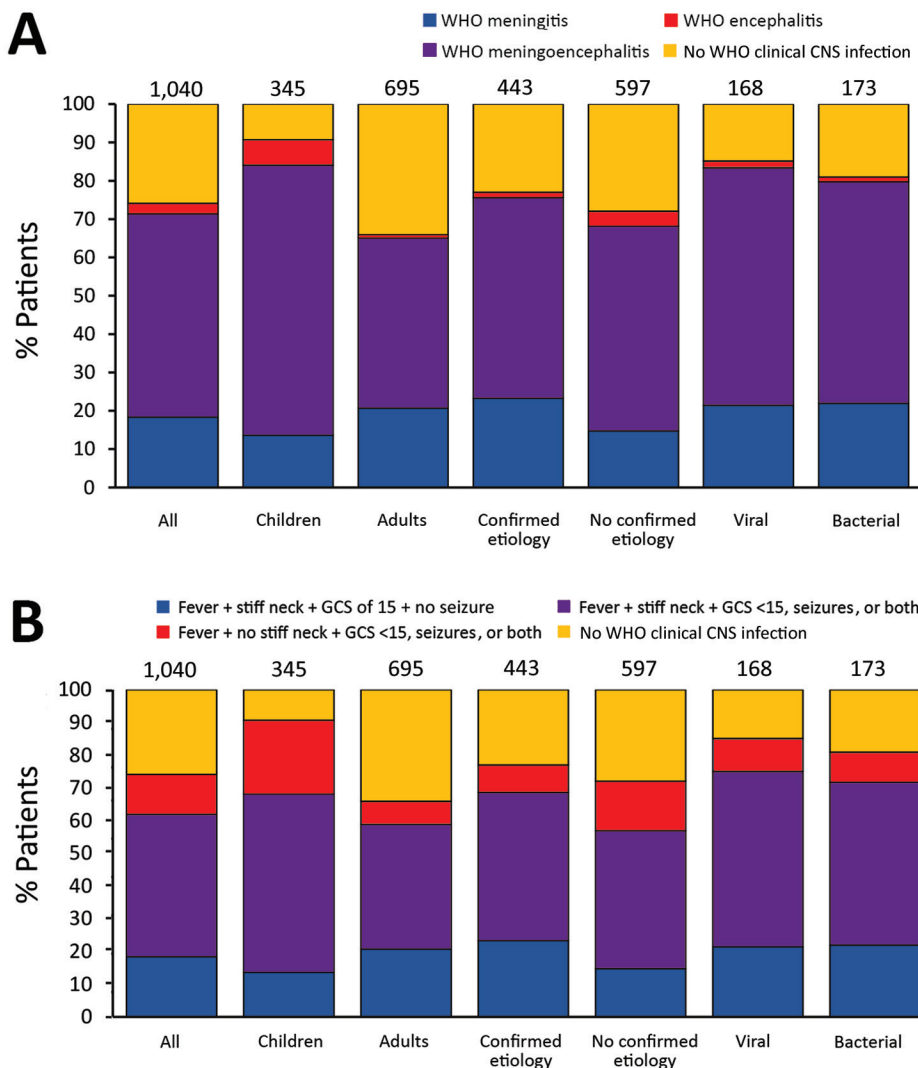 A
WHO meningitis
WHO encephalitis
WHO meningoencephalitis
No WHO clinical CNS infection
1,040 345 695 443 597 168 173
100
90
80
70
60
50
40
30
20
10
0
% Patients
All Children Adults Confirmed etiology No confirmed etiology Viral Bacterial
B
Fever + stiff neck + GCS of 15 + no seizure
Fever + stiff neck + GCS <15, seizures, or both
Fever + no stiff neck + GCS <15, seizures, or both
No WHO clinical CNS infection
1,040 345 695 443 597 168 173
100
90
80
70
60
50
40
30
20
10
0
% Patients
All Children Adults Confirmed etiology No confirmed etiology Viral Bacterial